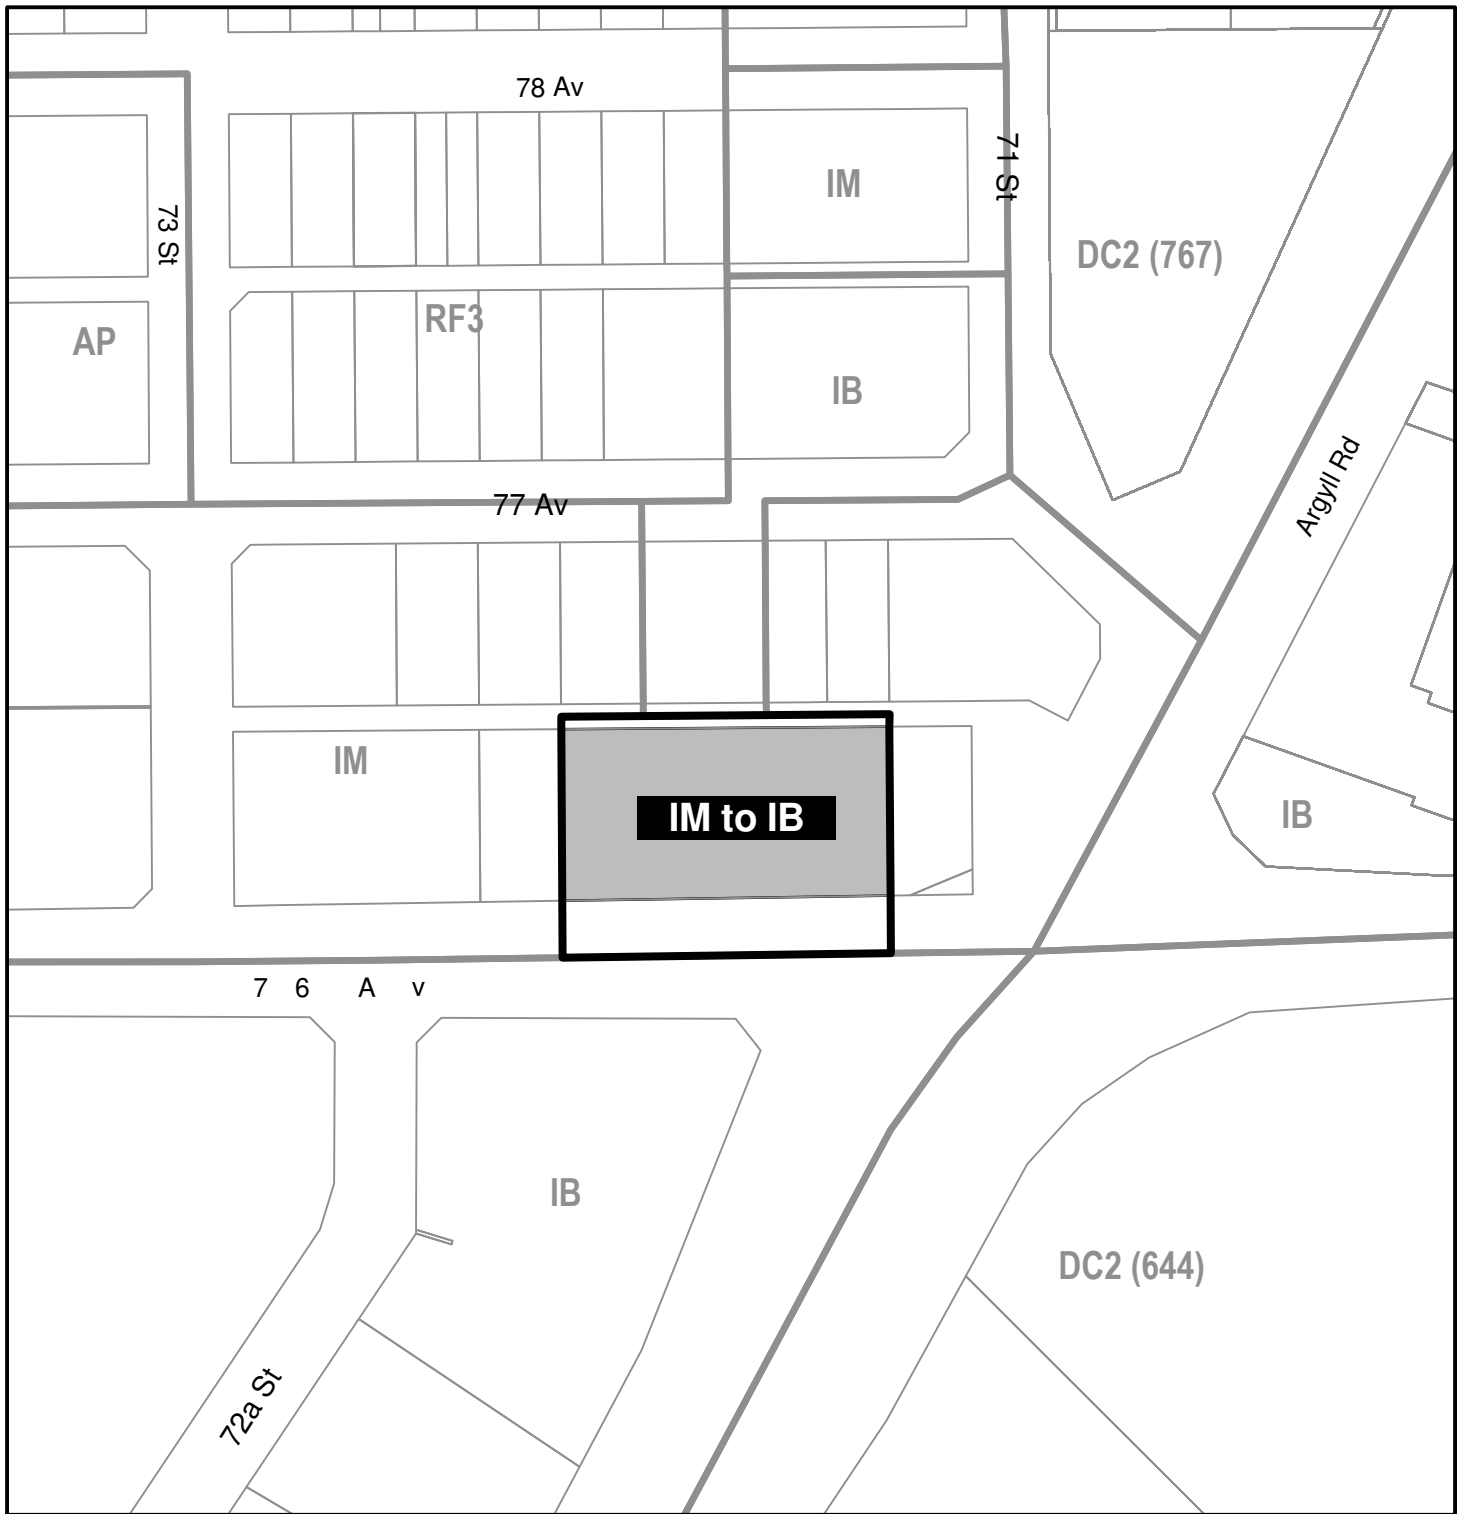 78 Av
71 St
IM
73 St
DC2 (767)
RF3
AP
IB
Argyll Rd
77 Av
IM
IM to IB
IB
7 6 A v
IB
DC2 (644)
72a St